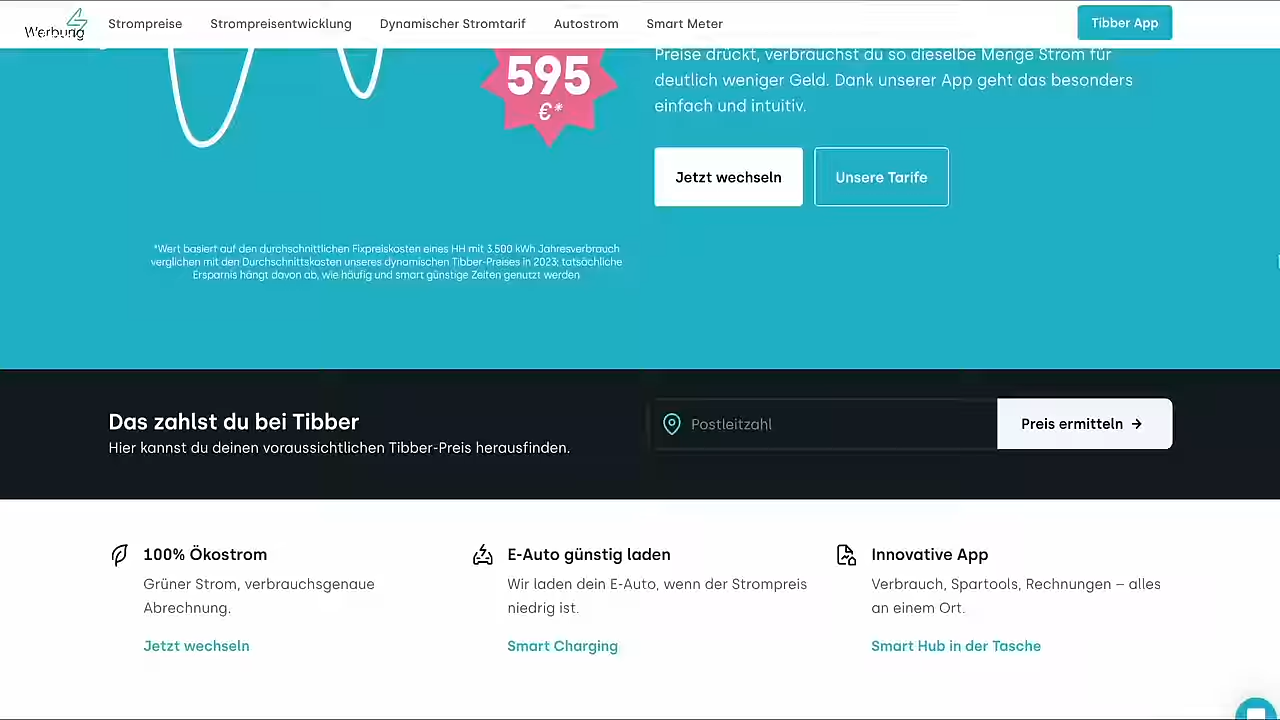 Werbung
Strompreise
Strompreisentwicklung
Dynamischer Stromtarif
Autostrom
Smart Meter
Tibber App
595
€*
Preise drückt, verbrauchst du so dieselbe Menge Strom für
deutlich weniger Geld. Dank unserer App geht das besonders
einfach und intuitiv.
Jetzt wechseln
Unsere Tarife
*Wert basiert auf den durchschnittlichen Fixpreiskosten eines HH mit 3.500 kWh Jahresverbrauch
verglichen mit den Durchschnittskosten unseres dynamischen Tibber-Preises in 2023; tatsächliche
Ersparnis hängt davon ab, wie häufig und smart günstige Zeiten genutzt werden
Das zahlst du bei Tibber
Hier kannst du deinen voraussichtlichen Tibber-Preis herausfinden.
Postleitzahl
Preis ermitteln →
100% Ökostrom
Grüner Strom, verbrauchsgenaue
Abrechnung.
Jetzt wechseln
E-Auto günstig laden
Wir laden dein E-Auto, wenn der Strompreis
niedrig ist.
Smart Charging
Innovative App
Verbrauch, Spartools, Rechnungen – alles
an einem Ort.
Smart Hub in der Tasche